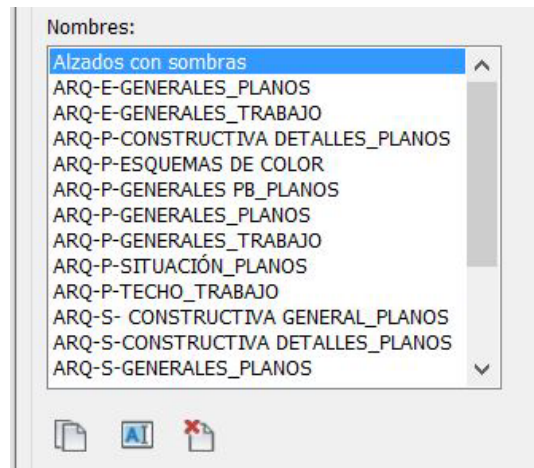 Nombres:
Alzados con sombras
ARQ-E-GENERALES_PLANOS
ARQ-E-GENERALES_TRABAJO
ARQ-P-CONSTRUCTIVA DETALLES_PLANOS
ARQ-P-ESQUEMAS DE COLOR
ARQ-P-GENERALES PB_PLANOS
ARQ-P-GENERALES_PLANOS
ARQ-P-GENERALES_TRABAJO
ARQ-P-SITUACIÓN_PLANOS
ARQ-P-TECHO_TRABAJO
ARQ-S- CONSTRUCTIVA GENERAL_PLANOS
ARQ-S-CONSTRUCTIVA DETALLES_PLANOS
ARQ-S-GENERALES_PLANOS
AI